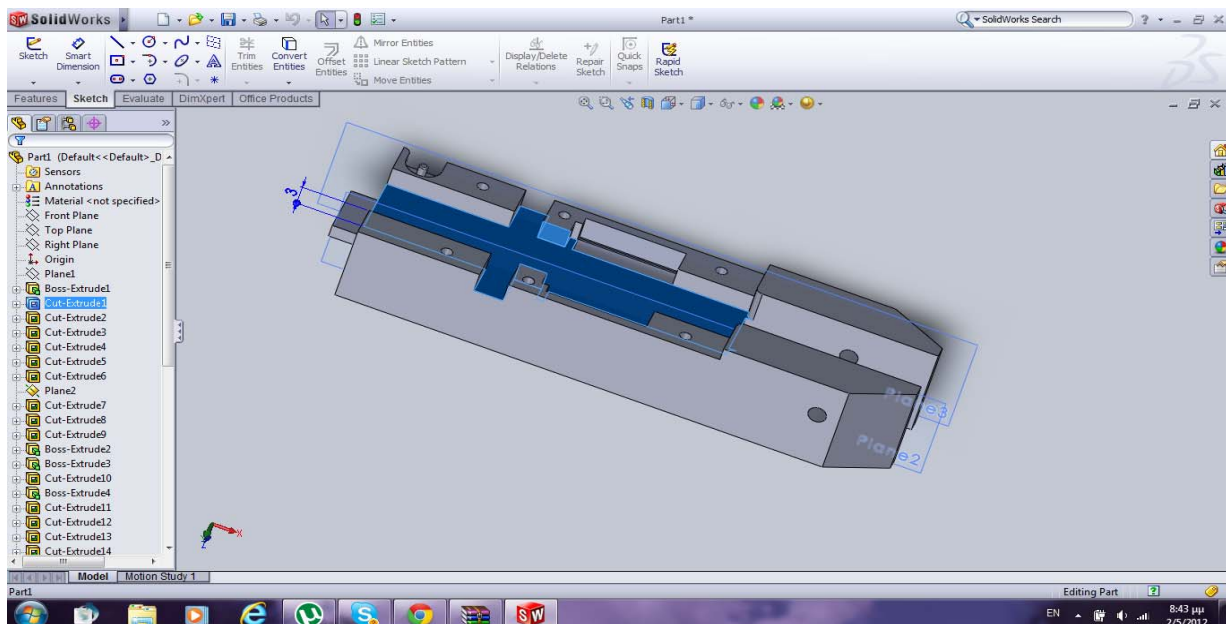 SolidWorks
Part1 *
SolidWorks Search
?
Sketch
Smart Dimension
Trim Entities
Convert Entities
Offset Entities
Mirror Entities
Linear Sketch Pattern
Move Entities
Display/Delete Relations
Repair Sketch
Quick Snaps
Rapid Sketch
Features Sketch Evaluate DimXpert Office Products
Part1 (Default<<Default>_D
Sensors
Annotations
Material <not specified>
Front Plane
Top Plane
Right Plane
Origin
Plane1
Boss-Extrude1
Cut-Extrude1
Cut-Extrude2
Cut-Extrude3
Cut-Extrude4
Cut-Extrude5
Cut-Extrude6
Plane2
Cut-Extrude7
Cut-Extrude8
Cut-Extrude9
Boss-Extrude2
Boss-Extrude3
Cut-Extrude10
Boss-Extrude4
Cut-Extrude11
Cut-Extrude12
Cut-Extrude13
Cut-Extrude14
3
Plane3
Plane2
X
Z
Model Motion Study 1
Part1
Editing Part
EN
8:43 μμ
2/5/2012